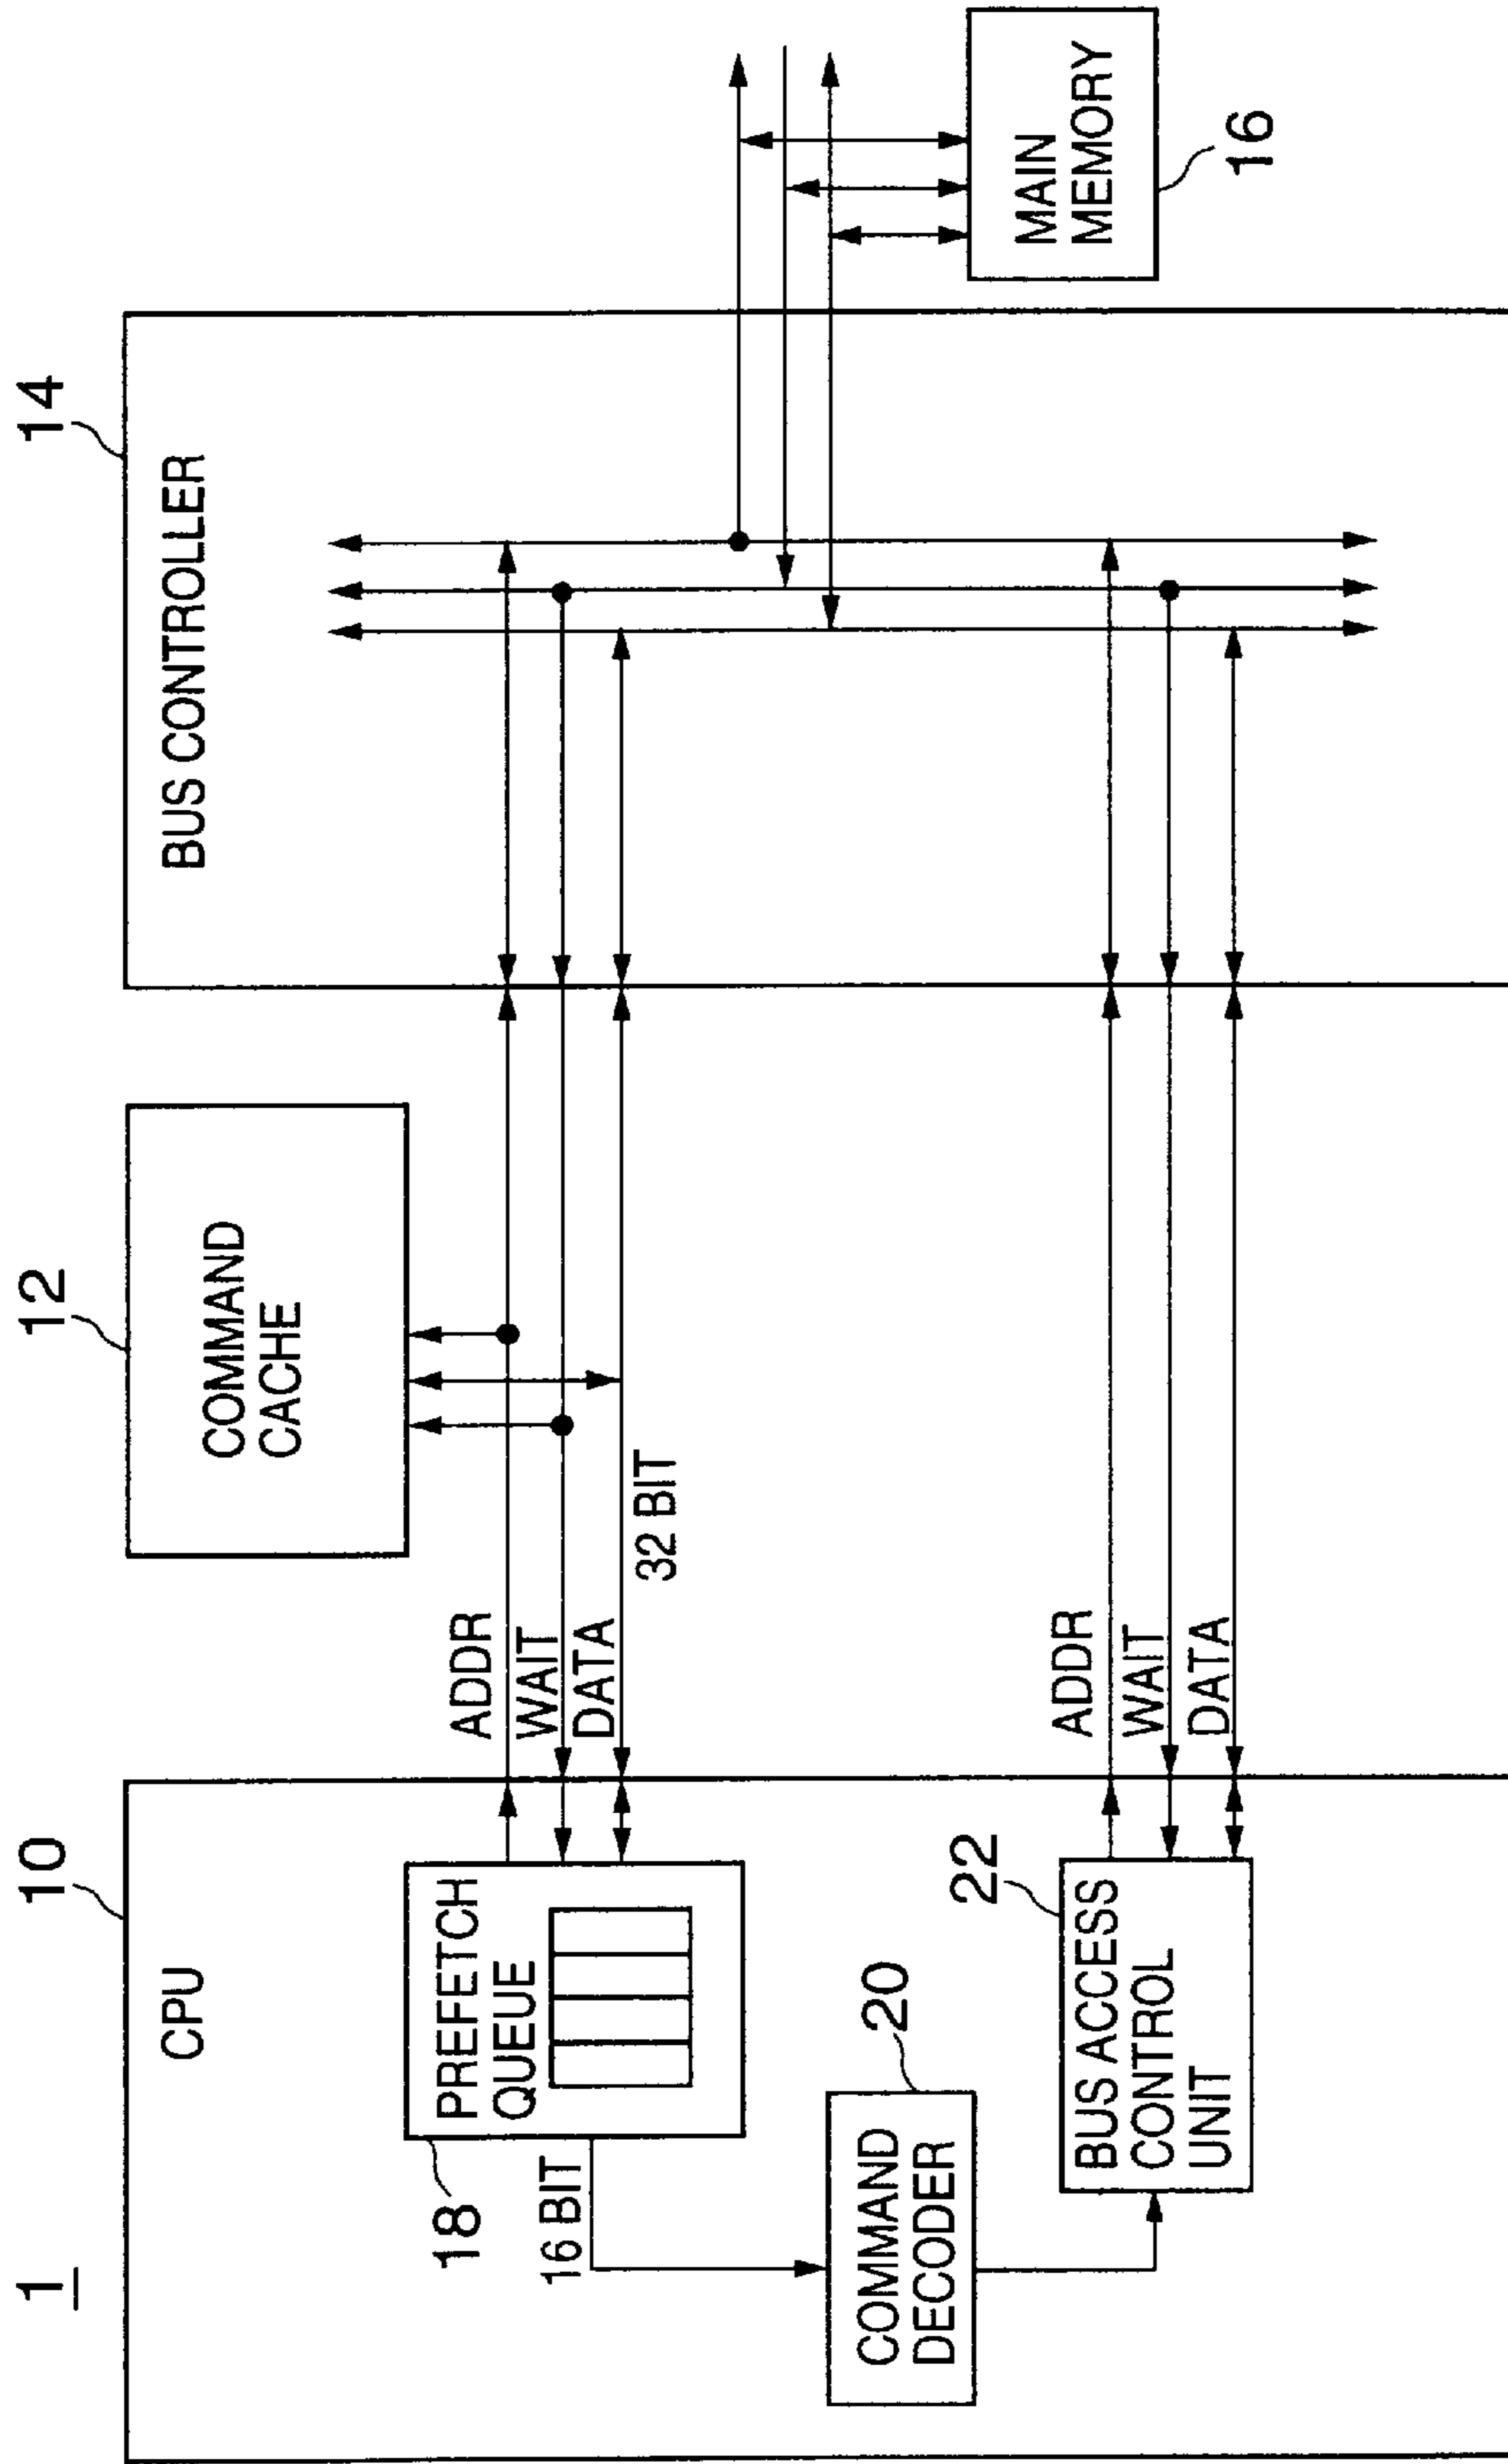 1
10
12
14
CPU
COMMAND
CACHE
BUS CONTROLLER
18
PREFETCH
QUEUE
16 BIT
ADDR
WAIT
DATA
32 BIT
COMMAND
DECODER
20
22
BUS ACCESS
CONTROL
UNIT
ADDR
WAIT
DATA
MAIN
MEMORY
16